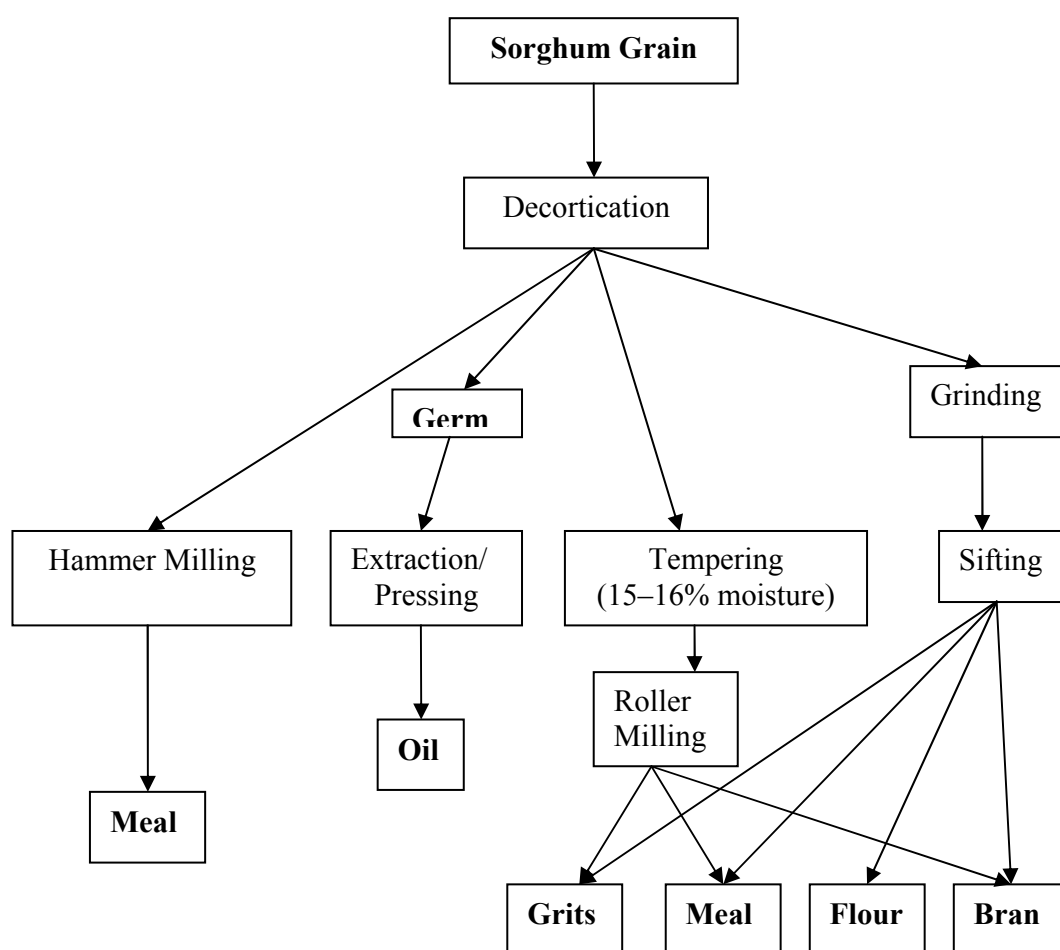 Sorghum Grain
Decortication
Germ
Grinding
Hammer Milling
Extraction/
Pressing
Tempering
(15–16% moisture)
Sifting
Roller
Milling
Oil
Meal
Grits
Meal
Flour
Bran